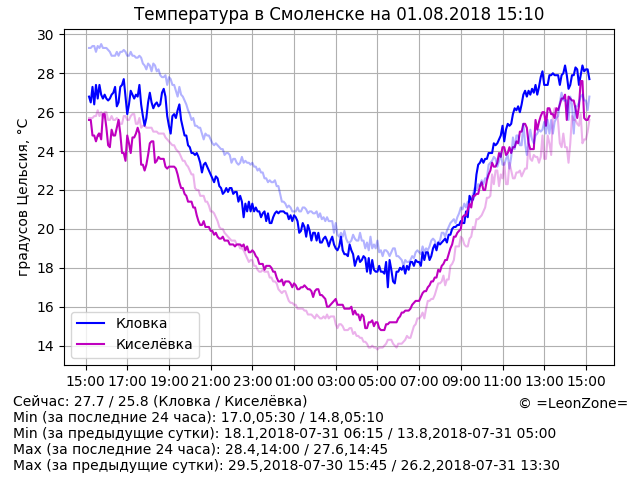 Температура в Смоленске на 01.08.2018 15:10
градусов Цельсия, °C
30
28
26
24
22
20
18
16
14
Кловка
Киселёвка
15:00 17:00 19:00 21:00 23:00 01:00 03:00 05:00 07:00 09:00 11:00 13:00 15:00
Сейчас: 27.7 / 25.8 (Кловка / Киселёвка)
© =LeonZone=
Min (за последние 24 часа): 17.0,05:30 / 14.8,05:10
Min (за предыдущие сутки): 18.1,2018-07-31 06:15 / 13.8,2018-07-31 05:00
Max (за последние 24 часа): 28.4,14:00 / 27.6,14:45
Max (за предыдущие сутки): 29.5,2018-07-30 15:45 / 26.2,2018-07-31 13:30